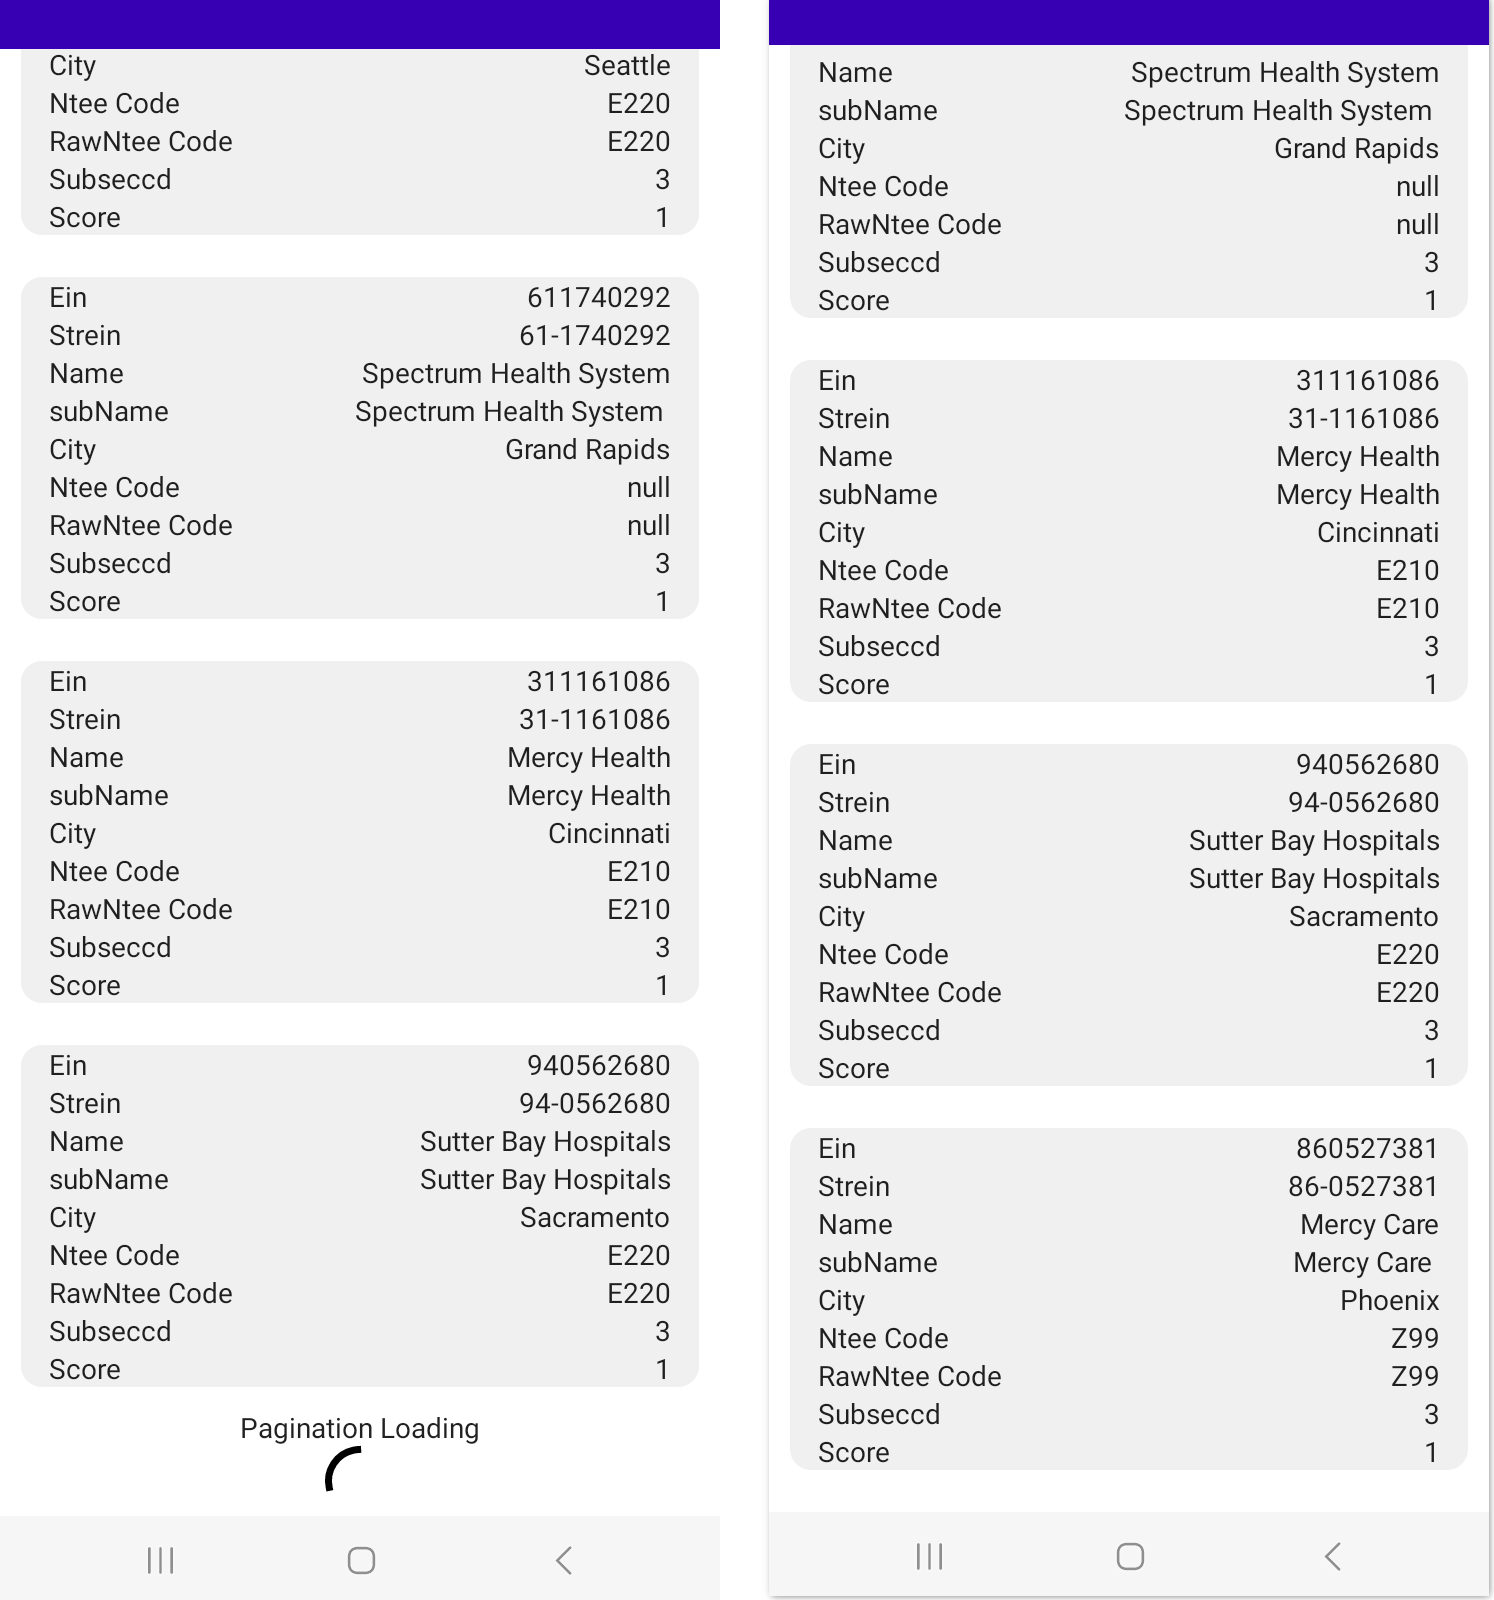 City Seattle
Ntee Code E220
RawNtee Code E220
Subseccd 3
Score 1
Ein 611740292
Strein 61-1740292
Name Spectrum Health System
subName Spectrum Health System
City Grand Rapids
Ntee Code null
RawNtee Code null
Subseccd 3
Score 1
Ein 311161086
Strein 31-1161086
Name Mercy Health
subName Mercy Health
City Cincinnati
Ntee Code E210
RawNtee Code E210
Subseccd 3
Score 1
Ein 940562680
Strein 94-0562680
Name Sutter Bay Hospitals
subName Sutter Bay Hospitals
City Sacramento
Ntee Code E220
RawNtee Code E220
Subseccd 3
Score 1
Pagination Loading
Name Spectrum Health System
subName Spectrum Health System
City Grand Rapids
Ntee Code null
RawNtee Code null
Subseccd 3
Score 1
Ein 311161086
Strein 31-1161086
Name Mercy Health
subName Mercy Health
City Cincinnati
Ntee Code E210
RawNtee Code E210
Subseccd 3
Score 1
Ein 940562680
Strein 94-0562680
Name Sutter Bay Hospitals
subName Sutter Bay Hospitals
City Sacramento
Ntee Code E220
RawNtee Code E220
Subseccd 3
Score 1
Ein 860527381
Strein 86-0527381
Name Mercy Care
subName Mercy Care
City Phoenix
Ntee Code Z99
RawNtee Code Z99
Subseccd 3
Score 1